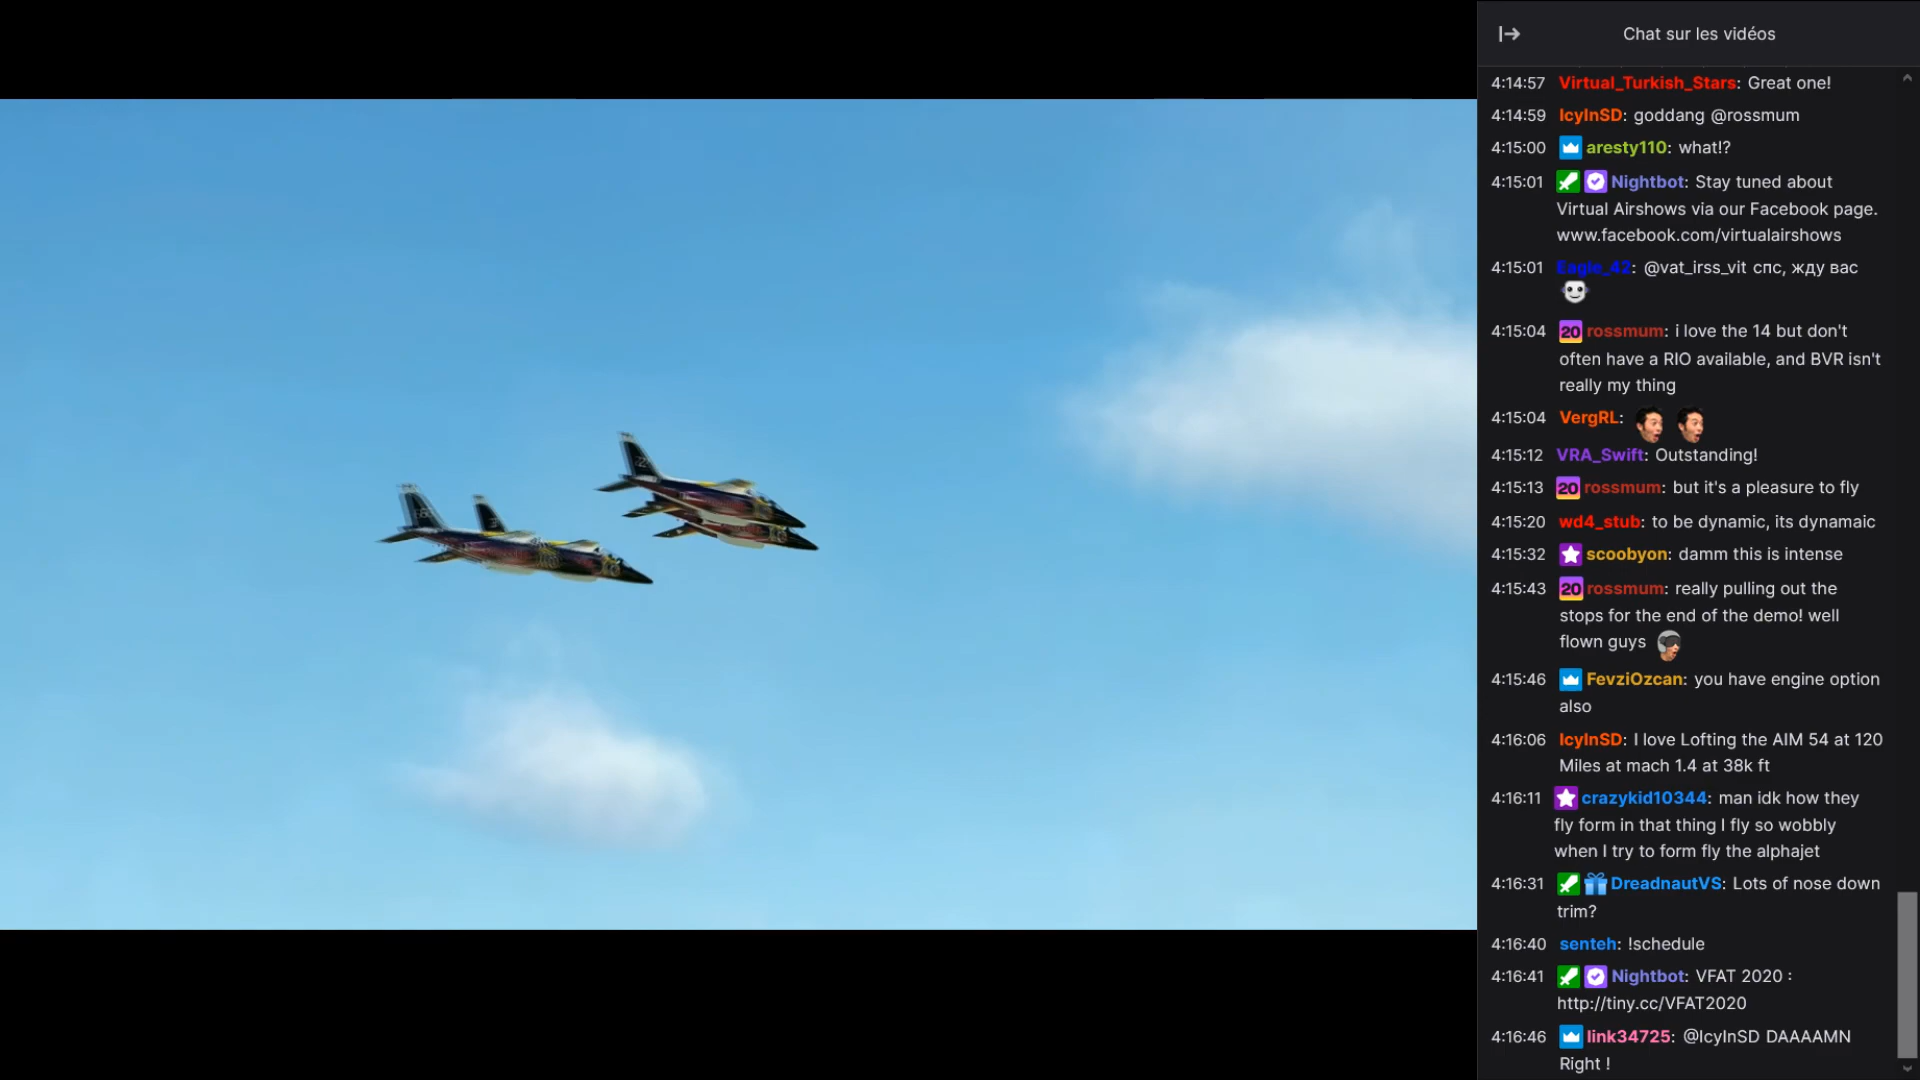 Chat sur les vidéos
4:14:57 Virtual_Turkish_Stars: Great one!
4:14:59 IcyInSD: goddang @rossmum
4:15:00 aresty110: what!?
4:15:01 Nightbot: Stay tuned about
Virtual Airshows via our Facebook page.
www.facebook.com/virtualairshows
4:15:01 Eagle_42: @vat_irss_vit спс, жду вас
4:15:04 20 rossmum: i love the 14 but don't
often have a RIO available, and BVR isn't
really my thing
4:15:04 VergRL:
4:15:12 VRA_Swift: Outstanding!
4:15:13 20 rossmum: but it's a pleasure to fly
4:15:20 wd4_stub: to be dynamic, its dynamaic
4:15:32 scoobyon: damm this is intense
4:15:43 20 rossmum: really pulling out the
stops for the end of the demo! well
flown guys
4:15:46 FevziOzcan: you have engine option
also
4:16:06 IcyInSD: I love Lofting the AIM 54 at 120
Miles at mach 1.4 at 38k ft
4:16:11 crazykid10344: man idk how they
fly form in that thing I fly so wobbly
when I try to form fly the alphajet
4:16:31 DreadnautVS: Lots of nose down
trim?
4:16:40 senteh: !schedule
4:16:41 Nightbot: VFAT 2020 :
http://tiny.cc/VFAT2020
4:16:46 link34725: @IcyInSD DAAAAMN
Right !